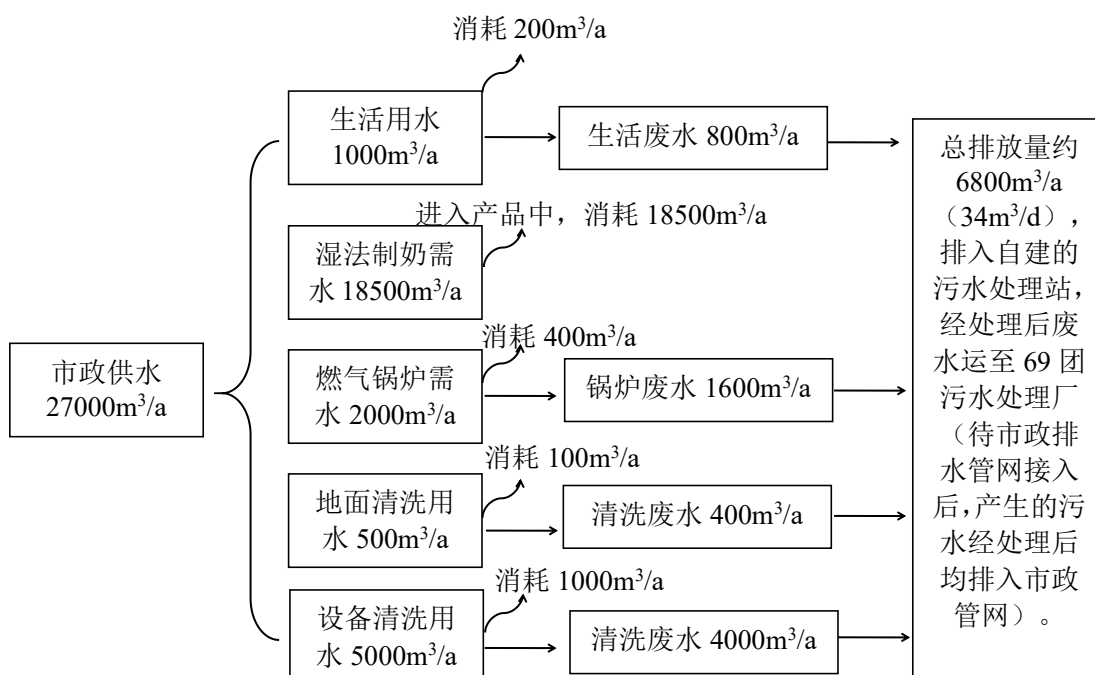 消耗 200m³/a
生活用水
1000m³/a
生活废水 800m³/a
进入产品中，消耗 18500m³/a
湿法制奶需
水 18500m³/a
市政供水
27000m³/a
消耗 400m³/a
燃气锅炉需
水 2000m³/a
锅炉废水 1600m³/a
消耗 100m³/a
地面清洗用
水 500m³/a
清洗废水 400m³/a
消耗 1000m³/a
设备清洗用
水 5000m³/a
清洗废水 4000m³/a
总排放量约
6800m³/a
（34m³/d），
排入自建的
污水处理站，
经处理后废
水运至 69 团
污水处理厂
（待市政排
水管网接入
后，产生的污
水经处理后
均排入市政
管网）。